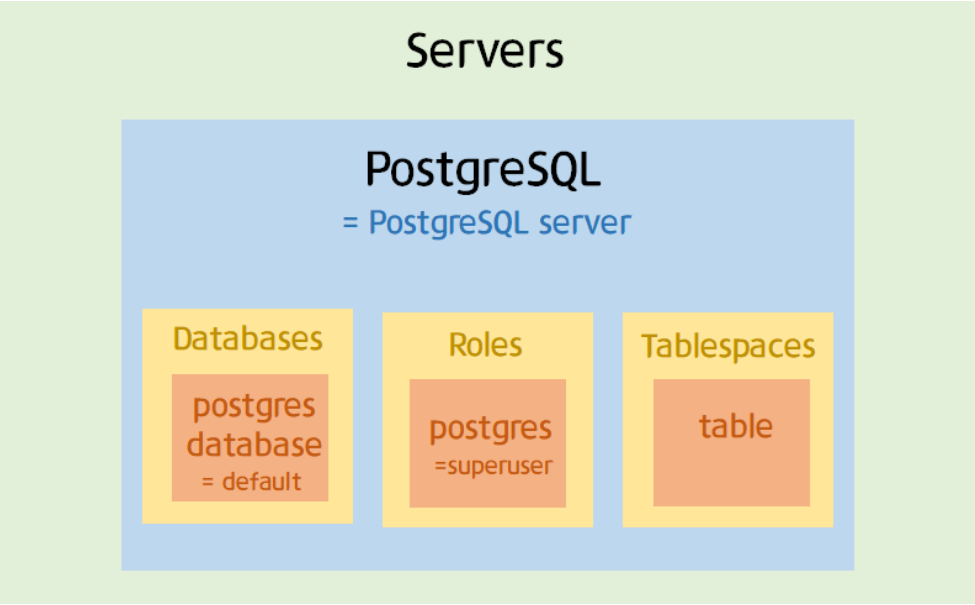 Servers
PostgreSQL
= PostgreSQL server
Databases
postgres
database
= default
Roles
postgres
=superuser
Tablespaces
table